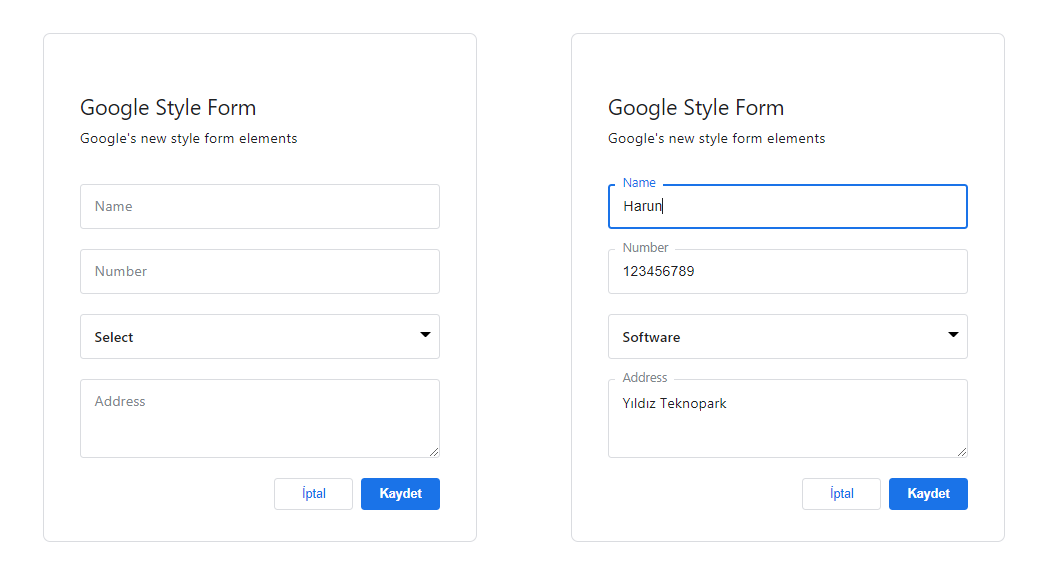 Google Style Form
Google's new style form elements
Name
Number
Select
Address
İptal
Kaydet
Google Style Form
Google's new style form elements
Name
Harun
Number
123456789
Software
Address
Yıldız Teknopark
İptal
Kaydet